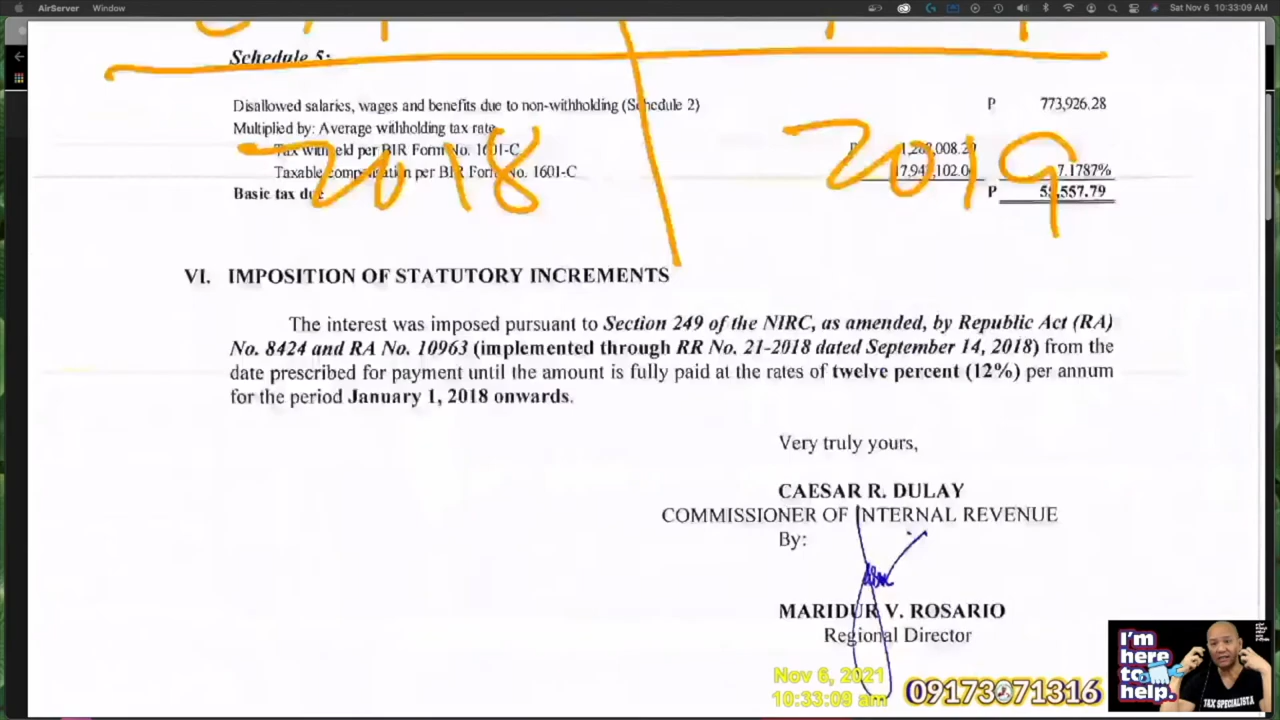 AirServer Window Sat Nov 6 10:33:09 AM
Schedule 5:
Disallowed salaries, wages and benefits due to non-withholding (Schedule 2) P 773,926.28
Multiplied by: Average withholding tax rate
Tax withheld per BIR Form No. 1601-C
Taxable compensation per BIR Form No. 1601-C 7.1787%
Basic tax due P 55,557.79
2018 2019
VI. IMPOSITION OF STATUTORY INCREMENTS
The interest was imposed pursuant to Section 249 of the NIRC, as amended, by Republic Act (RA)
No. 8424 and RA No. 10963 (implemented through RR No. 21-2018 dated September 14, 2018) from the
date prescribed for payment until the amount is fully paid at the rates of twelve percent (12%) per annum
for the period January 1, 2018 onwards.
Very truly yours,
CAESAR R. DULAY
COMMISSIONER OF INTERNAL REVENUE
By:
MARIDUR V. ROSARIO
Regional Director
Nov 6, 2021
10:33:09 am
09173071316
I'm
here
to
help.
TAX SPECIALISTA